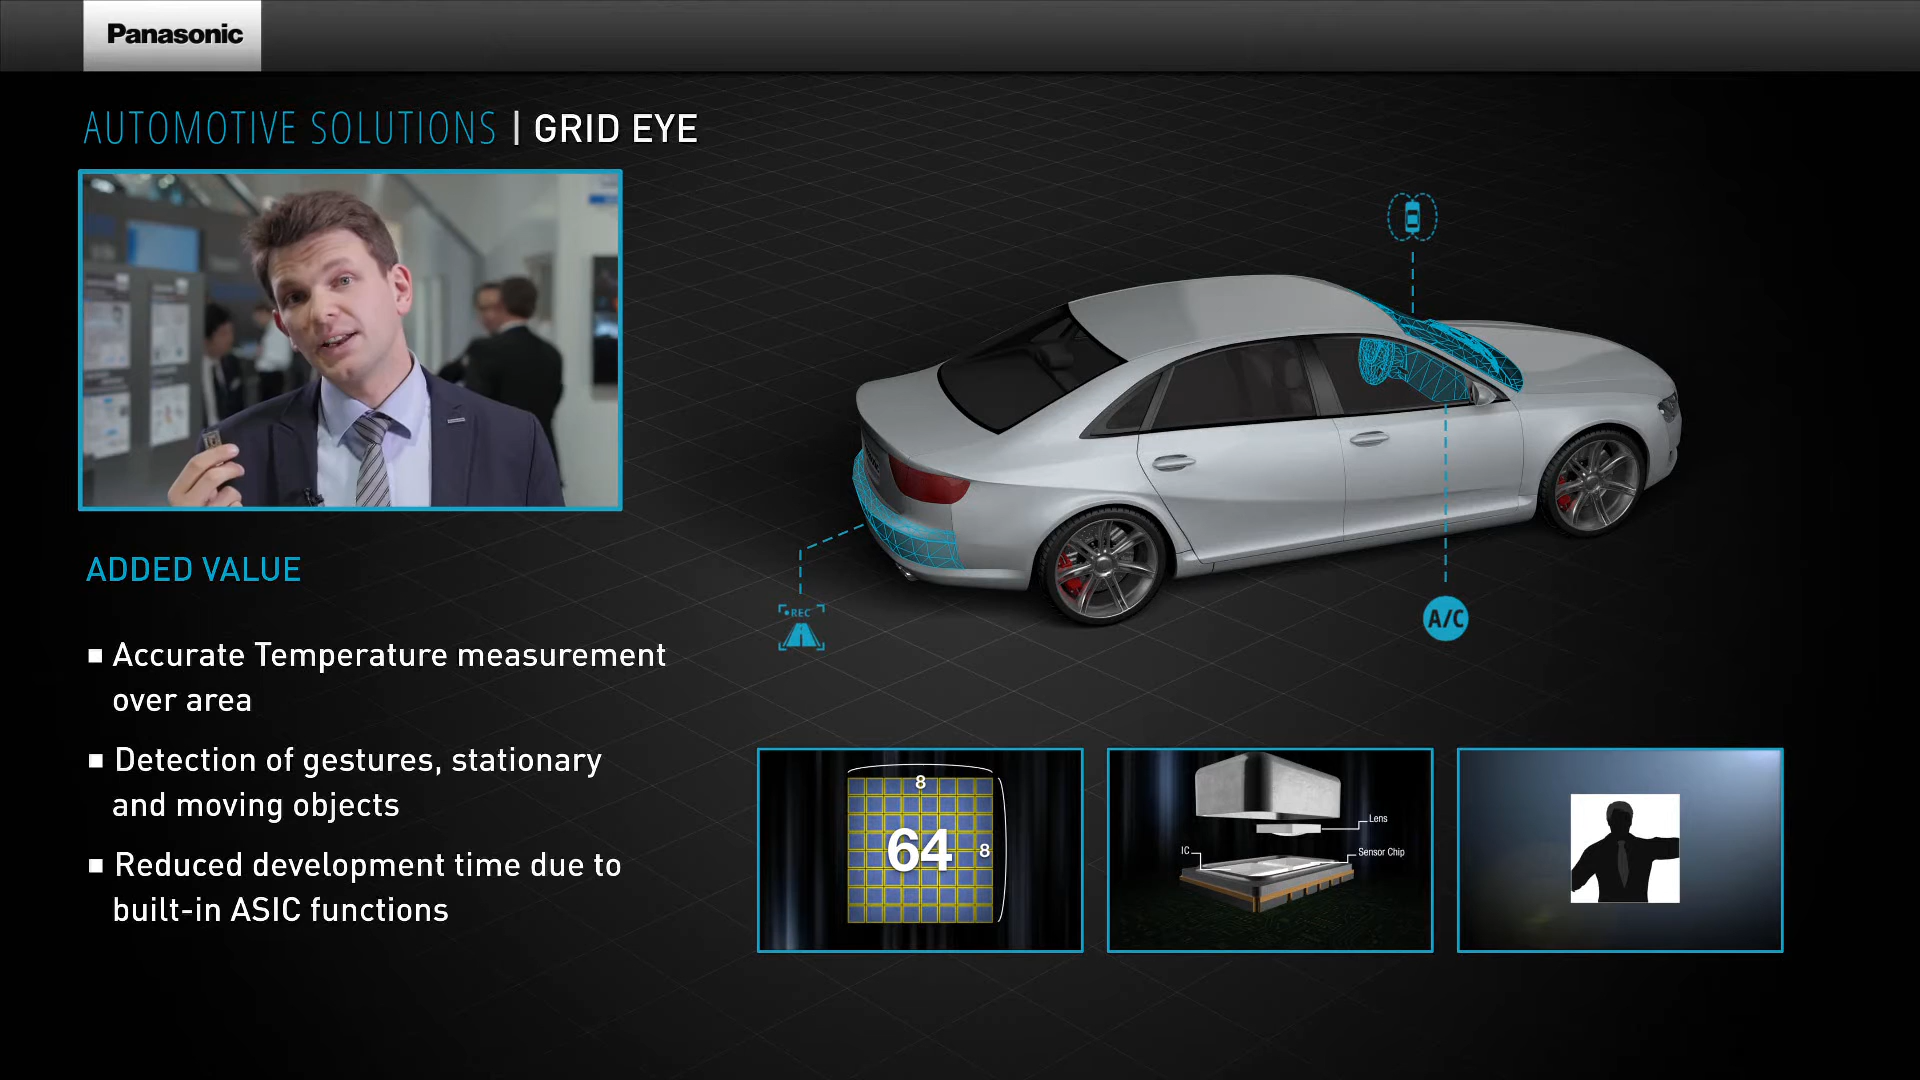 Panasonic
AUTOMOTIVE SOLUTIONS | GRID EYE
ADDED VALUE
Accurate Temperature measurement
over area
Detection of gestures, stationary
and moving objects
Reduced development time due to
built-in ASIC functions
REC
A/C
8
64
8
Lens
IC
Sensor Chip